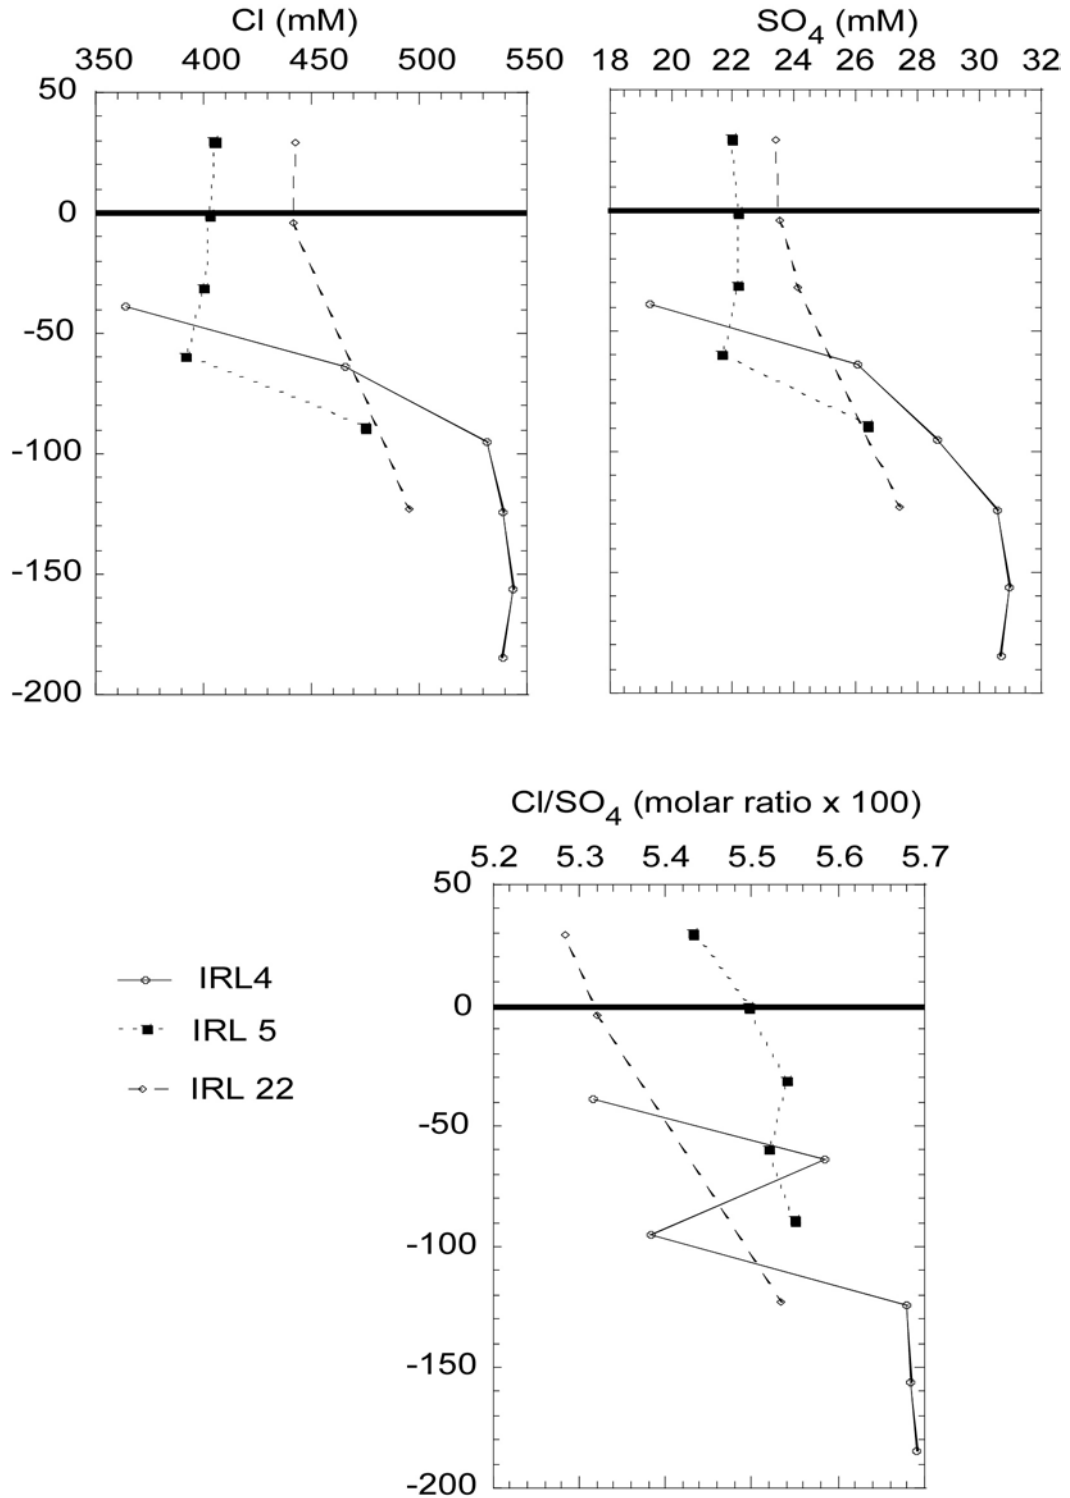 Cl (mM)
350 400 450 500 550
50
0
-50
-100
-150
-200
SO4 (mM)
18 20 22 24 26 28 30 32
Cl/SO4 (molar ratio x 100)
5.2 5.3 5.4 5.5 5.6 5.7
50
0
-50
-100
-150
-200
IRL4
IRL 5
IRL 22